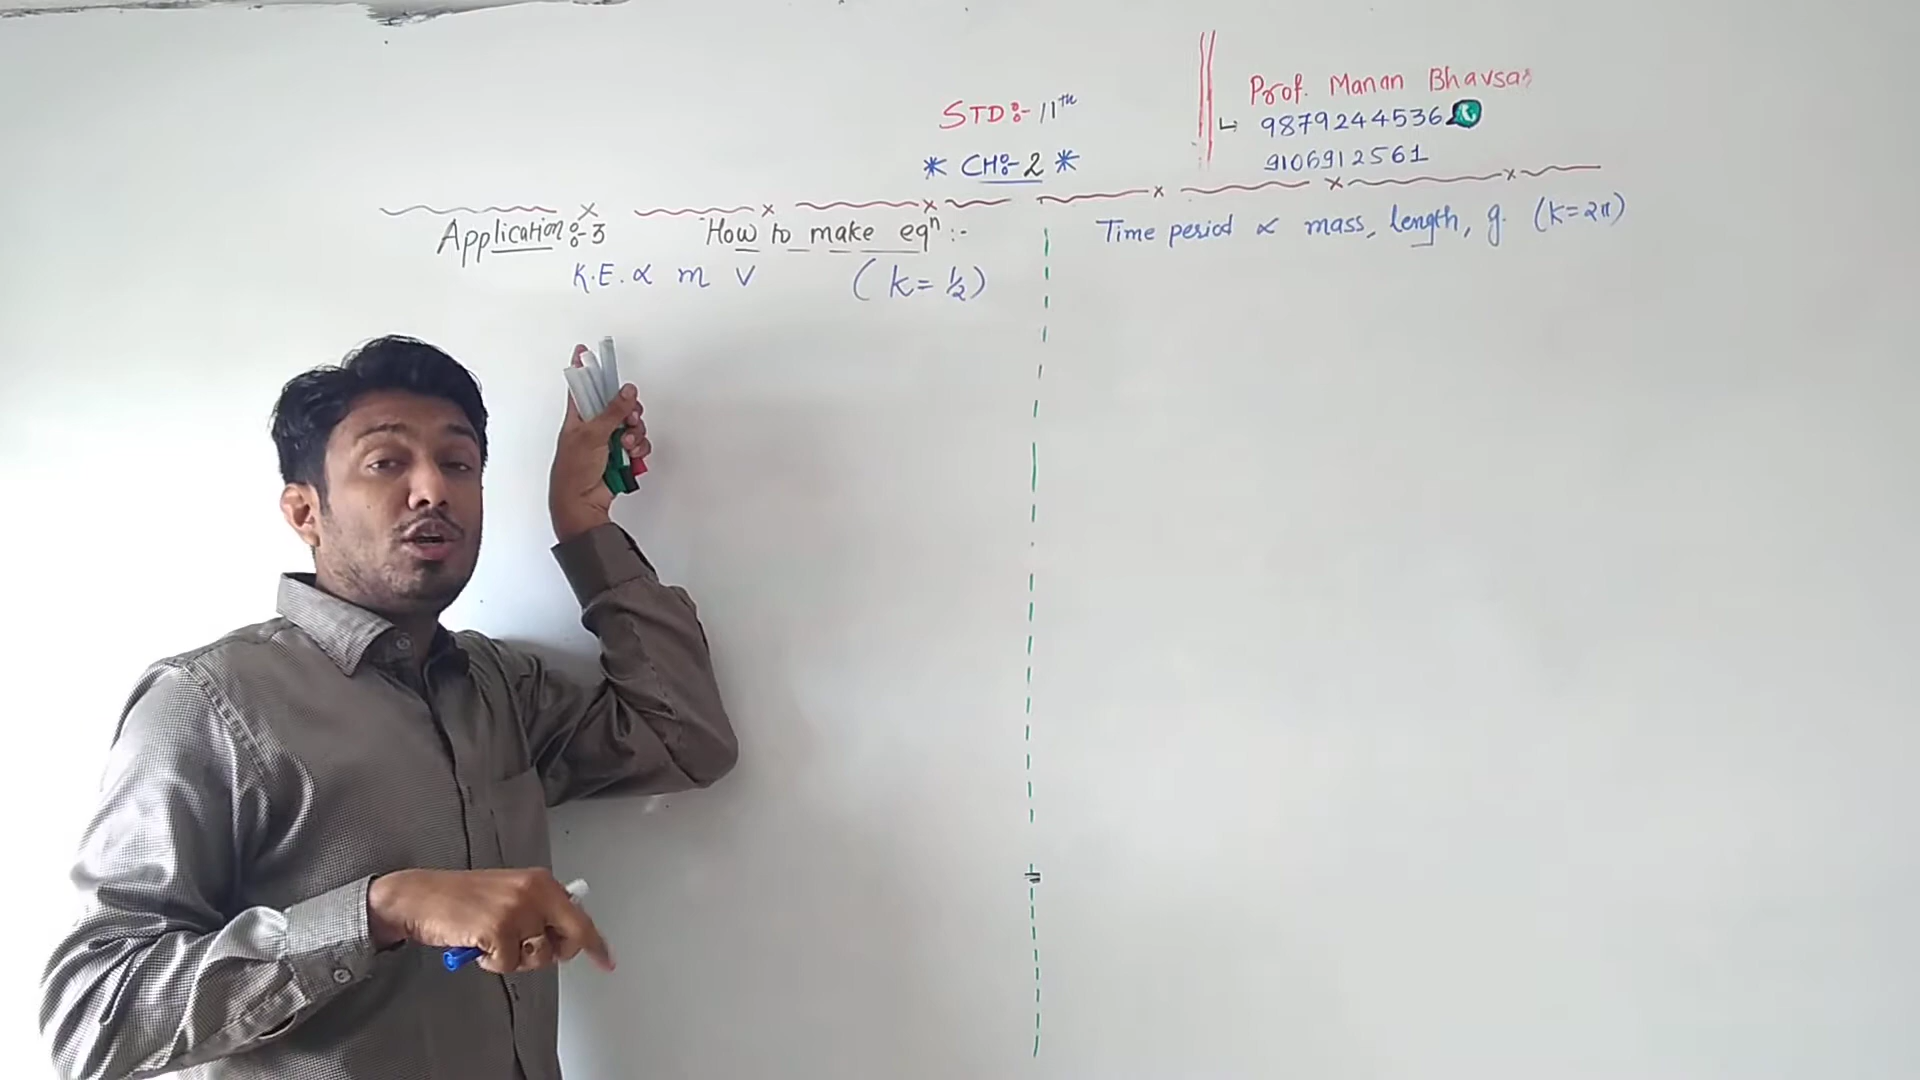 STD:- 11th
* CH:- 2 *
Prof. Manan Bhavsar
↳ 9879244536
9106912561
Application:-3 How to make eqn :-
K.E. ∝ m v (k = 1/2)
Time period ∝ mass, length, g. (k=2π)